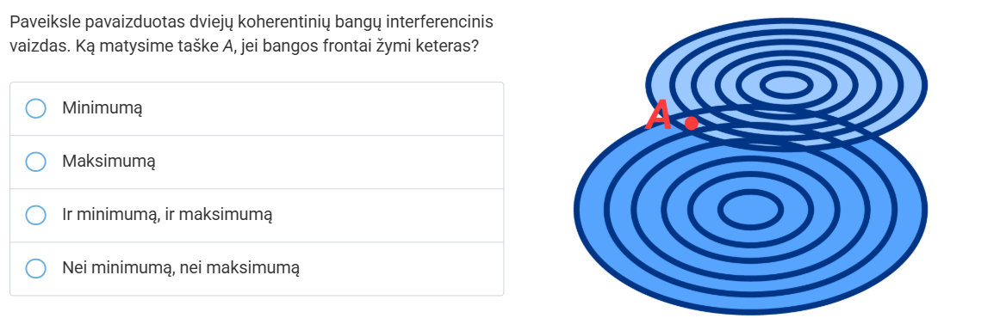 Paveiksle pavaizduotas dviejų koherentinių bangų interferencinis
vaizdas. Ką matysime taške A, jei bangos frontai žymi keteras?
Minimumą
Maksimumą
Ir minimumą, ir maksimumą
Nei minimumą, nei maksimumą
A